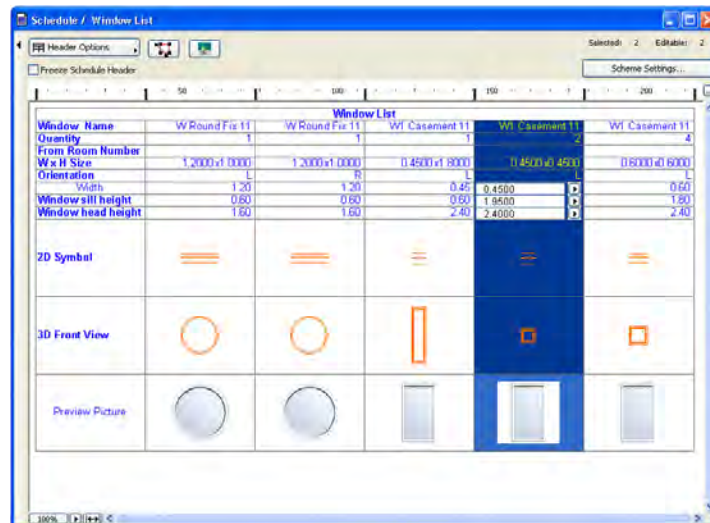 Schedule / Window List
Header Options
Selected: 2 Editable: 2
Freeze Schedule Header
Scheme Settings...
50 100 150 200
Window List
Window Name W Round Fix 11 W Round Fix 11 W1 Casement 11 W1 Casement 11 W1 Casement 11
Quantity 1 1 1 2 4
From Room Number
W x H Size 1.2000x1.0000 1.2000x1.0000 0.4500x1.8000 0.4500x0.4500 0.6000x0.6000
Orientation L R L L L
Width 1.20 1.20 0.45 0.4500 0.60
Window sill height 0.60 0.60 0.60 1.9500 1.80
Window head height 1.60 1.60 2.40 2.4000 2.40
2D Symbol
3D Front View
Preview Picture
100%